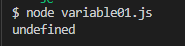 $ node variable01.js
undefined